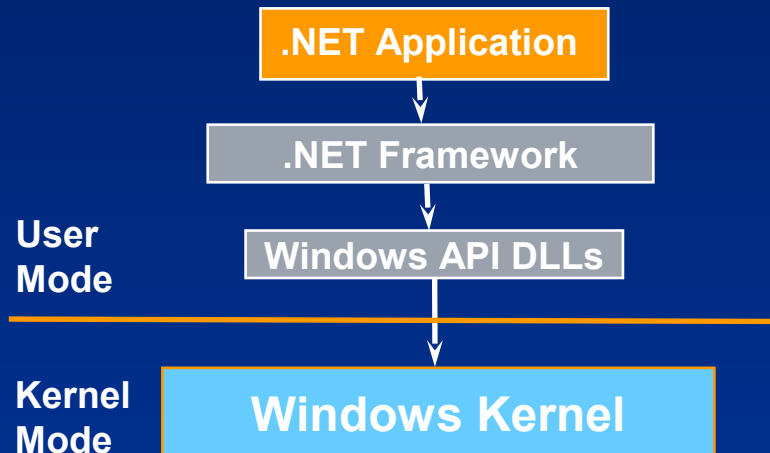 .NET Application
.NET Framework
User
Mode
Windows API DLLs
Kernel
Mode
Windows Kernel